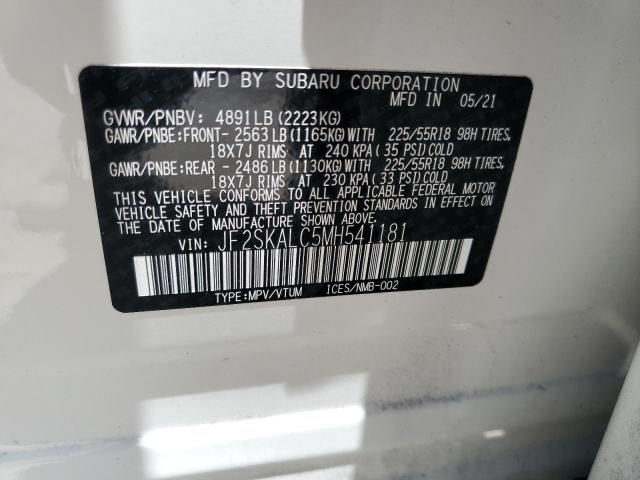 MFD BY SUBARU CORPORATION
MFD IN 05/21
GVWR/PNBV: 4891LB(2223KG)
GAWR/PNBE:FRONT- 2563LB(1165KG)WITH 225/55R18 98H TIRES,
18X7J RIMS AT 240 KPA(35 PSI)COLD
GAWR/PNBE:REAR - 2486LB(1130KG)WITH 225/55R18 98H TIRES,
18X7J RIMS AT 230 KPA(33 PSI)COLD
THIS VEHICLE CONFORMS TO ALL APPLICABLE FEDERAL MOTOR
VEHICLE SAFETY AND THEFT PREVENTION STANDARDS IN EFFECT ON
THE DATE OF MANUFACTURE SHOWN ABOVE.
VIN: JF2SKALC5MH541181
TYPE:MPV/VTUM ICES/NMB-002